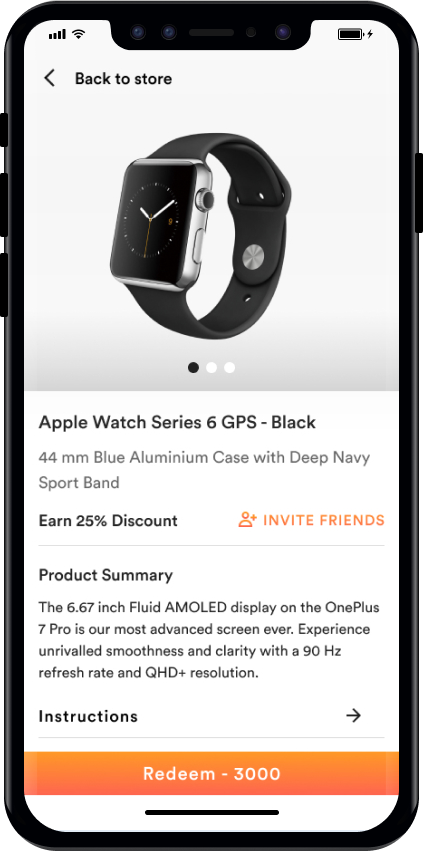 Back to store
Apple Watch Series 6 GPS - Black
44 mm Blue Aluminium Case with Deep Navy
Sport Band
Earn 25% Discount
INVITE FRIENDS
Product Summary
The 6.67 inch Fluid AMOLED display on the OnePlus
7 Pro is our most advanced screen ever. Experience
unrivalled smoothness and clarity with a 90 Hz
refresh rate and QHD+ resolution.
Instructions
Redeem - 3000